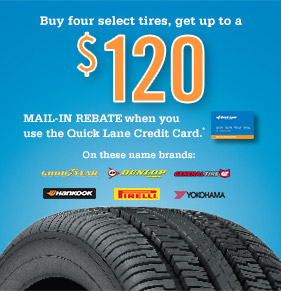 Buy four select tires, get up to a
$120
MAIL-IN REBATE when you
use the Quick Lane Credit Card.*
On these name brands:
GOODYEAR DUNLOP GENERAL TIRE
HANKOOK PIRELLI YOKOHAMA